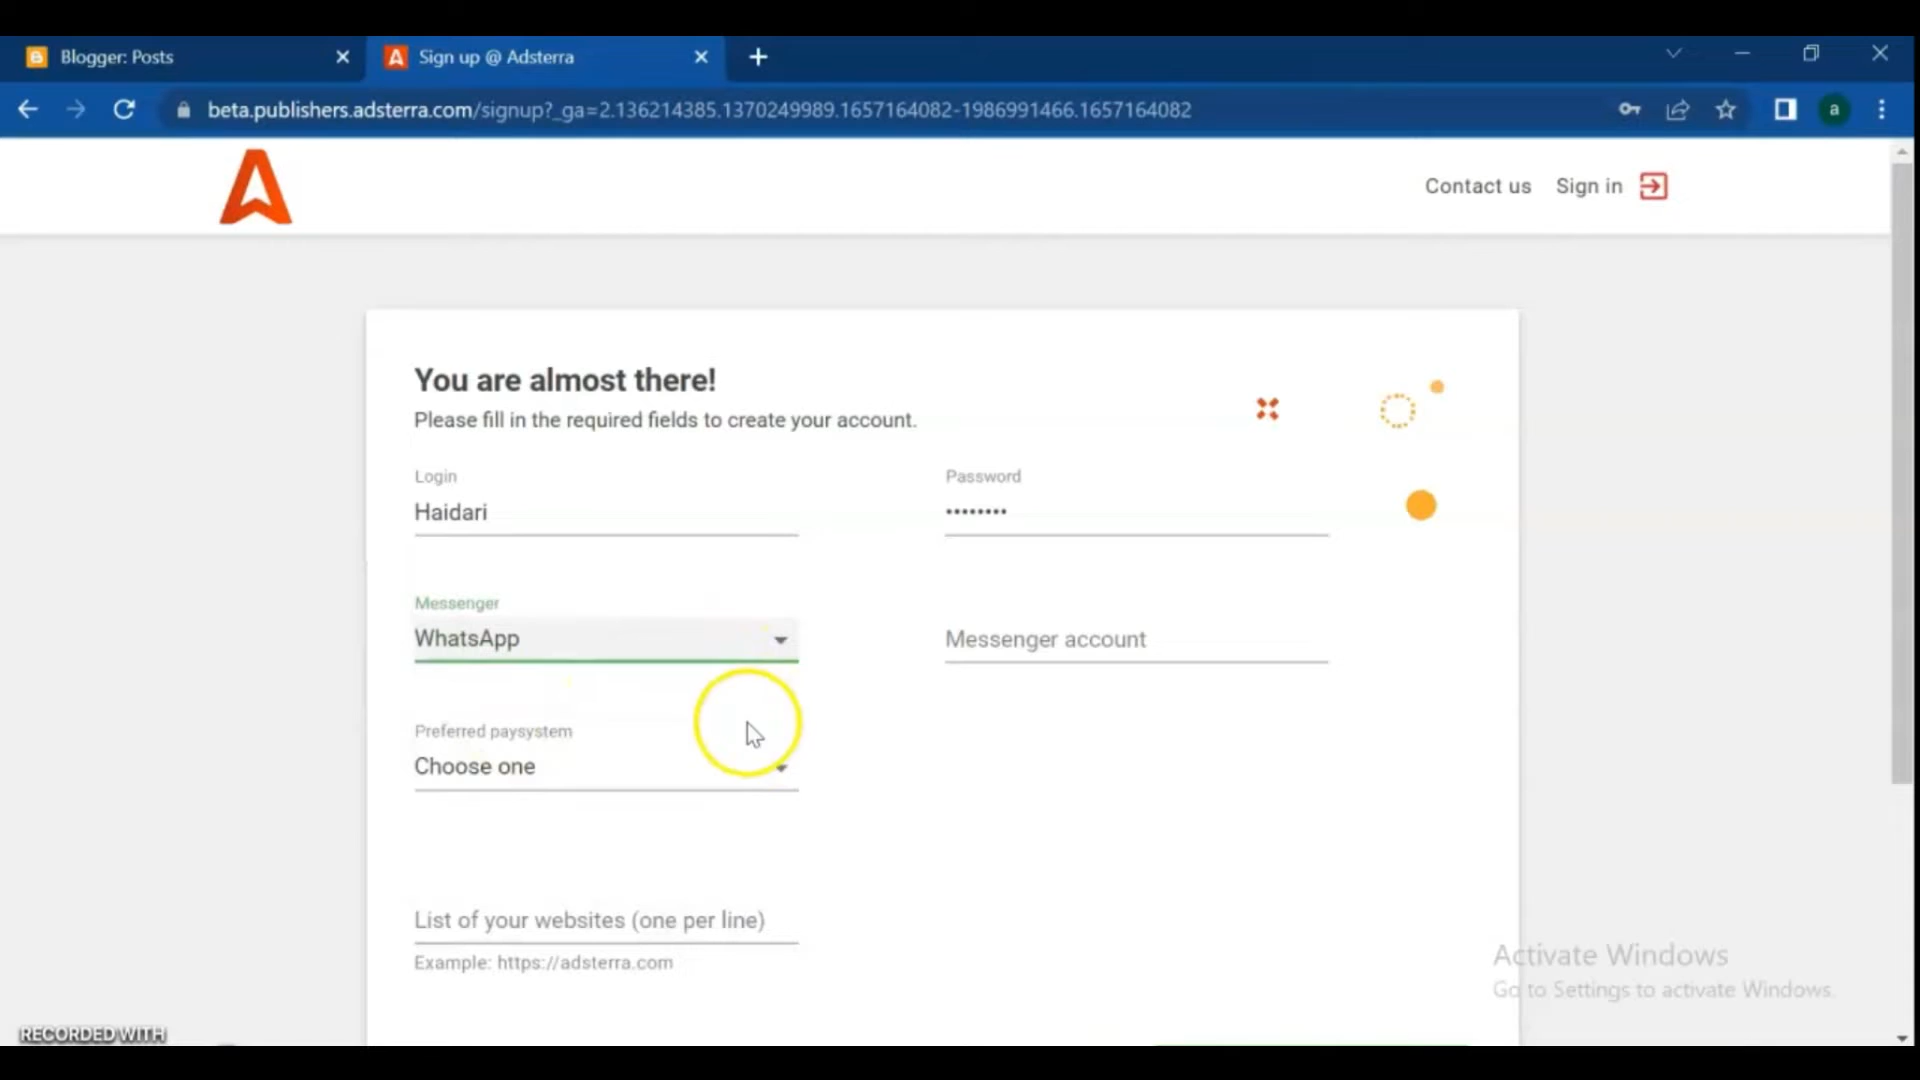 Blogger: Posts
Sign up @ Adsterra
beta.publishers.adsterra.com/signup?_ga=2.136214385.1370249989.1657164082-1986991466.1657164082
a
Contact us
Sign in
You are almost there!
Please fill in the required fields to create your account.
Login
Password
Haidari
••••••••
Messenger
WhatsApp
Messenger account
Preferred paysystem
Choose one
List of your websites (one per line)
Example: https://adsterra.com
Activate Windows
Go to Settings to activate Windows.
RECORDED WITH